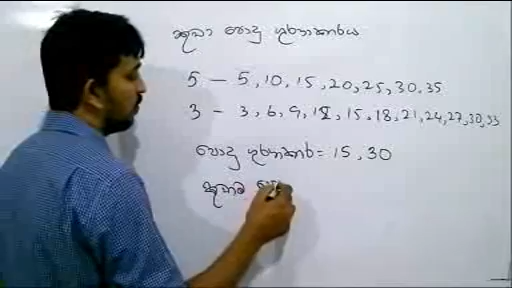 කුඩා පොදු ගුණාකාරය
5 – 5, 10, 15, 20, 25, 30, 35
3 – 3, 6, 9, 12, 15, 18, 21, 24, 27, 30, 33
පොදු ගුණාකාර = 15, 30
කුඩාම